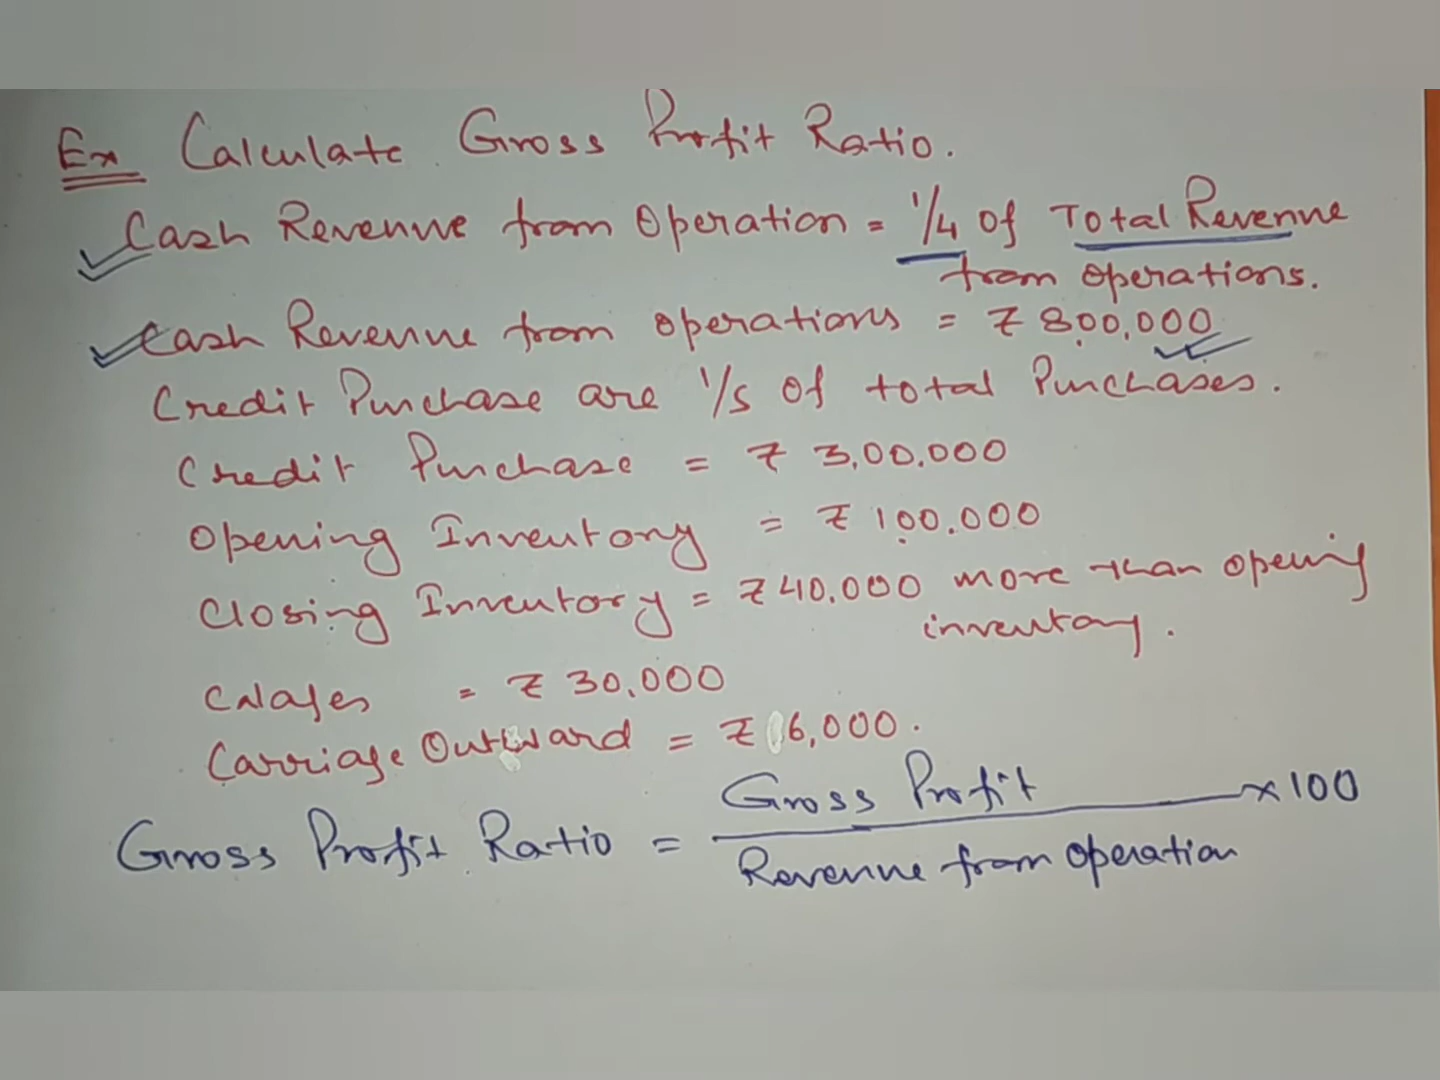 Ex Calculate Gross Profit Ratio.
Cash Revenue from Operation = 1/4 of Total Revenue
from operations.
Cash Revenue from operations = ₹ 800,000
Credit Purchase are 1/5 of total Purchases.
Credit Purchase = ₹ 3,00,000
Opening Inventory = ₹ 100,000
Closing Inventory = ₹ 40,000 more than opening
inventory.
= ₹ 30,000
Carriage Outward = ₹ 6,000.
Gross Profit Ratio = Gross Profit × 100
Revenue from operation